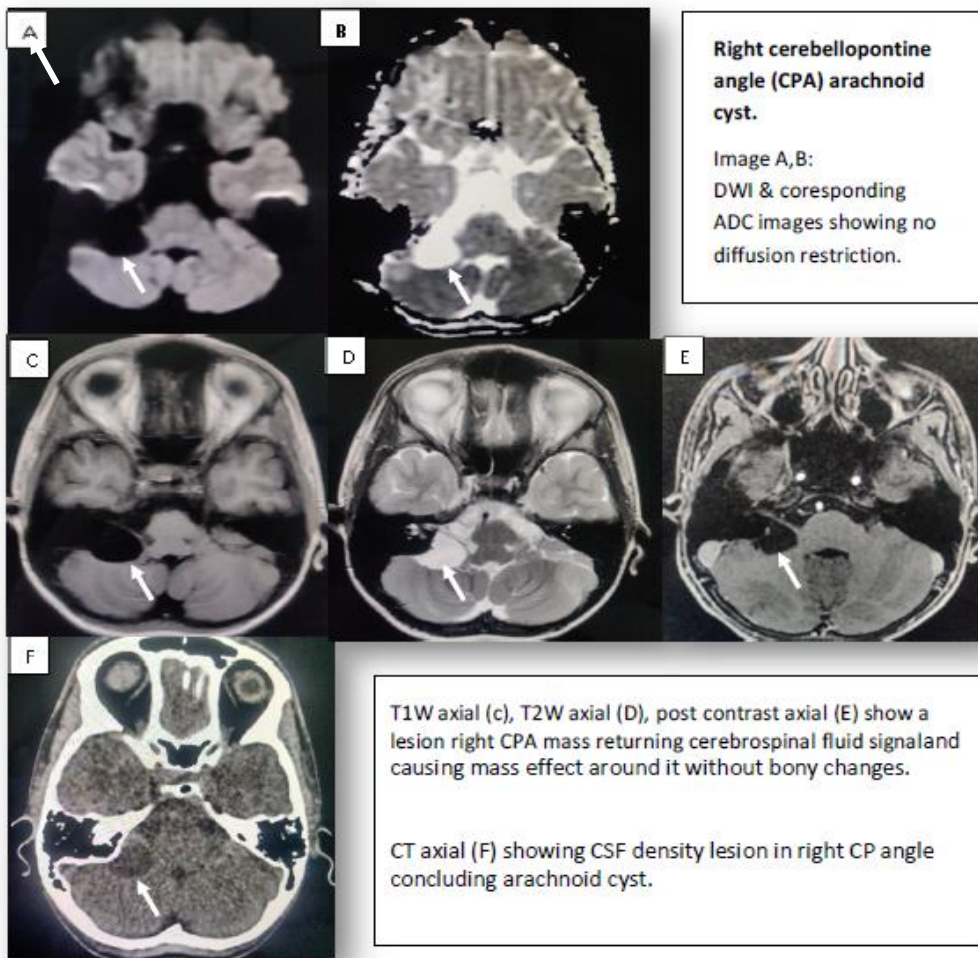 A
B
Right cerebellopontine
angle (CPA) arachnoid
cyst.
Image A,B:
DWI & coresponding
ADC images showing no
diffusion restriction.
C
D
E
F
T1W axial (c), T2W axial (D), post contrast axial (E) show a
lesion right CPA mass returning cerebrospinal fluid signaland
causing mass effect around it without bony changes.
CT axial (F) showing CSF density lesion in right CP angle
concluding arachnoid cyst.